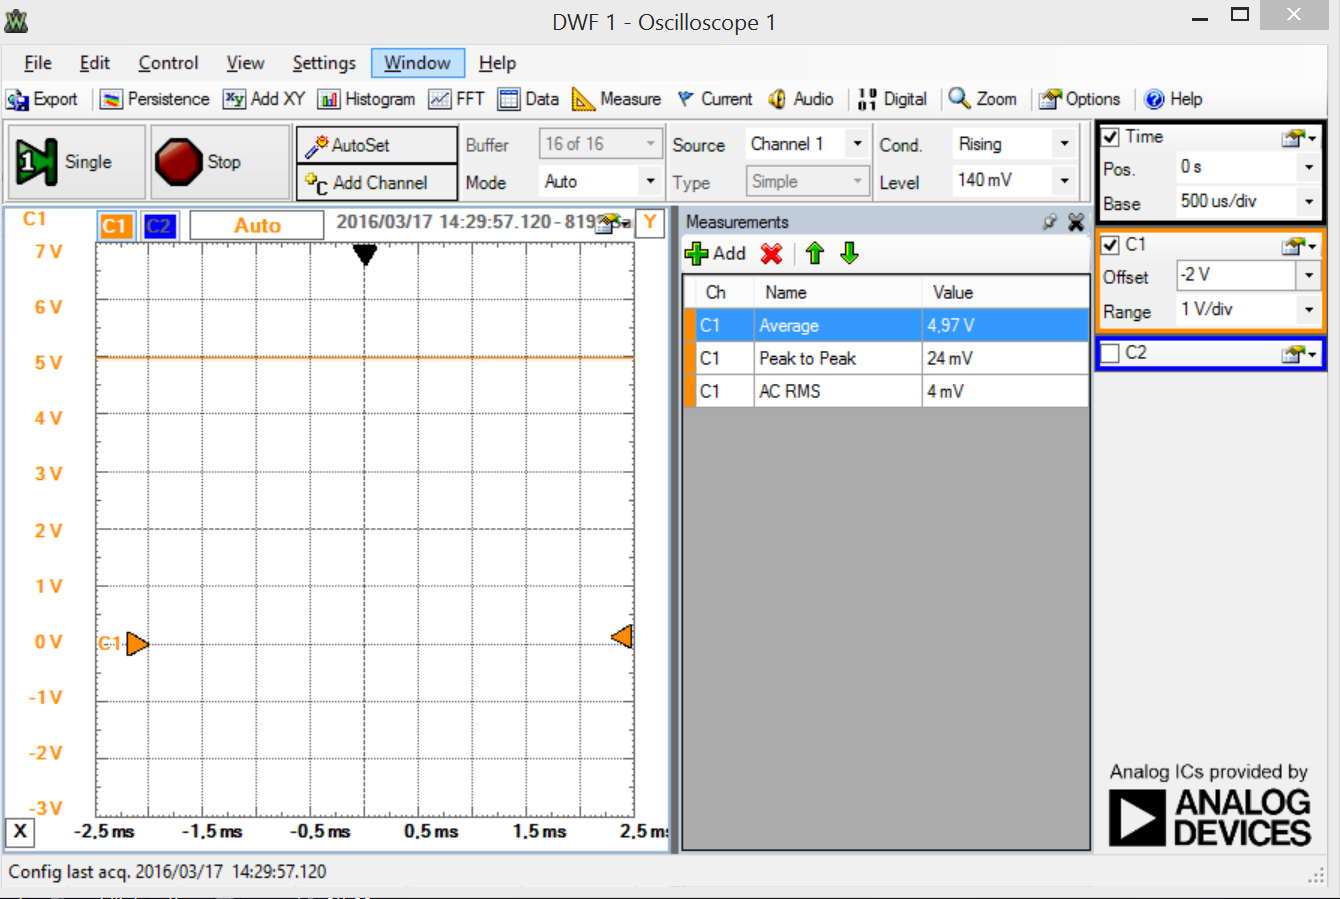 DWF 1 - Oscilloscope 1
File Edit Control View Settings Window Help
Export Persistence Add XY Histogram FFT Data Measure Current Audio Digital Zoom Options Help
Single Stop
AutoSet
Add Channel
Buffer 16 of 16
Mode Auto
Source Channel 1
Type Simple
Cond. Rising
Level 140 mV
Time
Pos. 0 s
Base 500 us/div
C1
Offset -2 V
Range 1 V/div
C2
C1 C1 C2 Auto 2016/03/17 14:29:57.120 - Y
7 V
6 V
5 V
4 V
3 V
2 V
1 V
0 V C1
-1 V
-2 V
-3 V
X -2,5 ms -1,5 ms -0,5 ms 0,5 ms 1,5 ms 2,5 ms
Measurements
Add
Ch Name Value
C1 Average 4,97 V
C1 Peak to Peak 24 mV
C1 AC RMS 4 mV
Analog ICs provided by
ANALOG
DEVICES
Config last acq. 2016/03/17 14:29:57.120